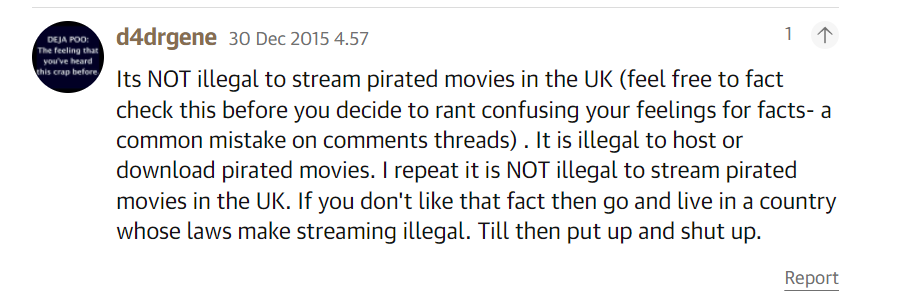 DEJA POO:
The feeling that
you've heard
this crap before
d4drgene 30 Dec 2015 4.57
1
Its NOT illegal to stream pirated movies in the UK (feel free to fact
check this before you decide to rant confusing your feelings for facts- a
common mistake on comments threads) . It is illegal to host or
download pirated movies. I repeat it is NOT illegal to stream pirated
movies in the UK. If you don't like that fact then go and live in a country
whose laws make streaming illegal. Till then put up and shut up.
Report